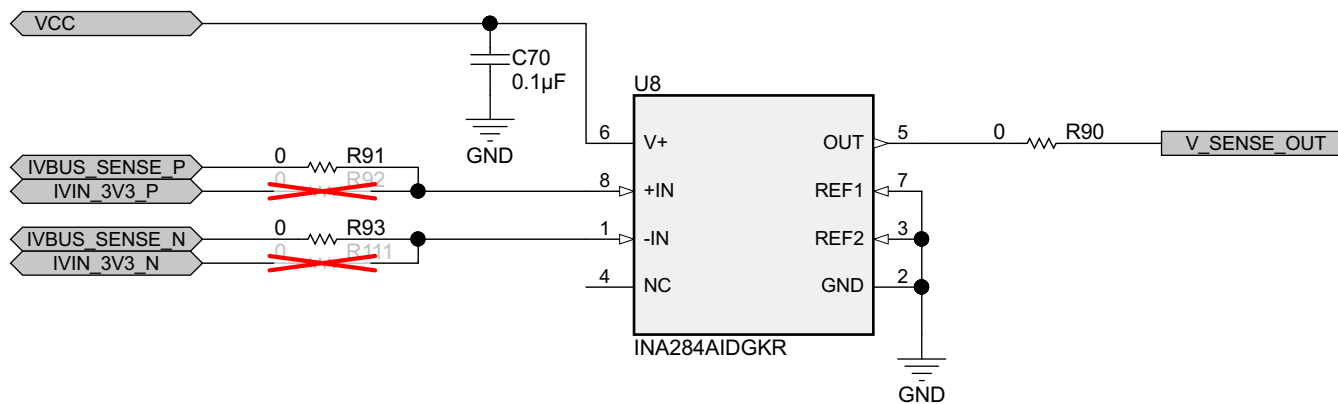 VCC
C70
0.1µF
GND
U8
6 V+ OUT 5 0 R90 V_SENSE_OUT
IVBUS_SENSE_P 0 R91
IVIN_3V3_P 0 R92 8 +IN REF1 7
IVBUS_SENSE_N 0 R93 1 -IN REF2 3
IVIN_3V3_N 0 R111
4 NC GND 2
INA284AIDGKR
GND